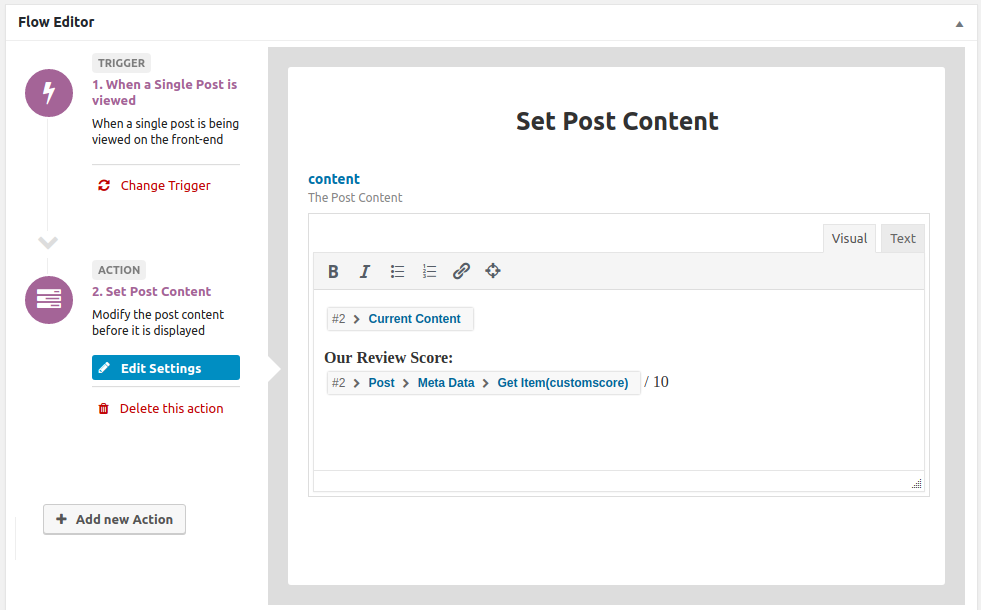 Flow Editor
TRIGGER
1. When a Single Post is
viewed
When a single post is being
viewed on the front-end
Change Trigger
ACTION
2. Set Post Content
Modify the post content
before it is displayed
Edit Settings
Delete this action
Add new Action
Set Post Content
content
The Post Content
Visual Text
B I
#2 > Current Content
Our Review Score:
#2 > Post > Meta Data > Get Item(customscore) / 10